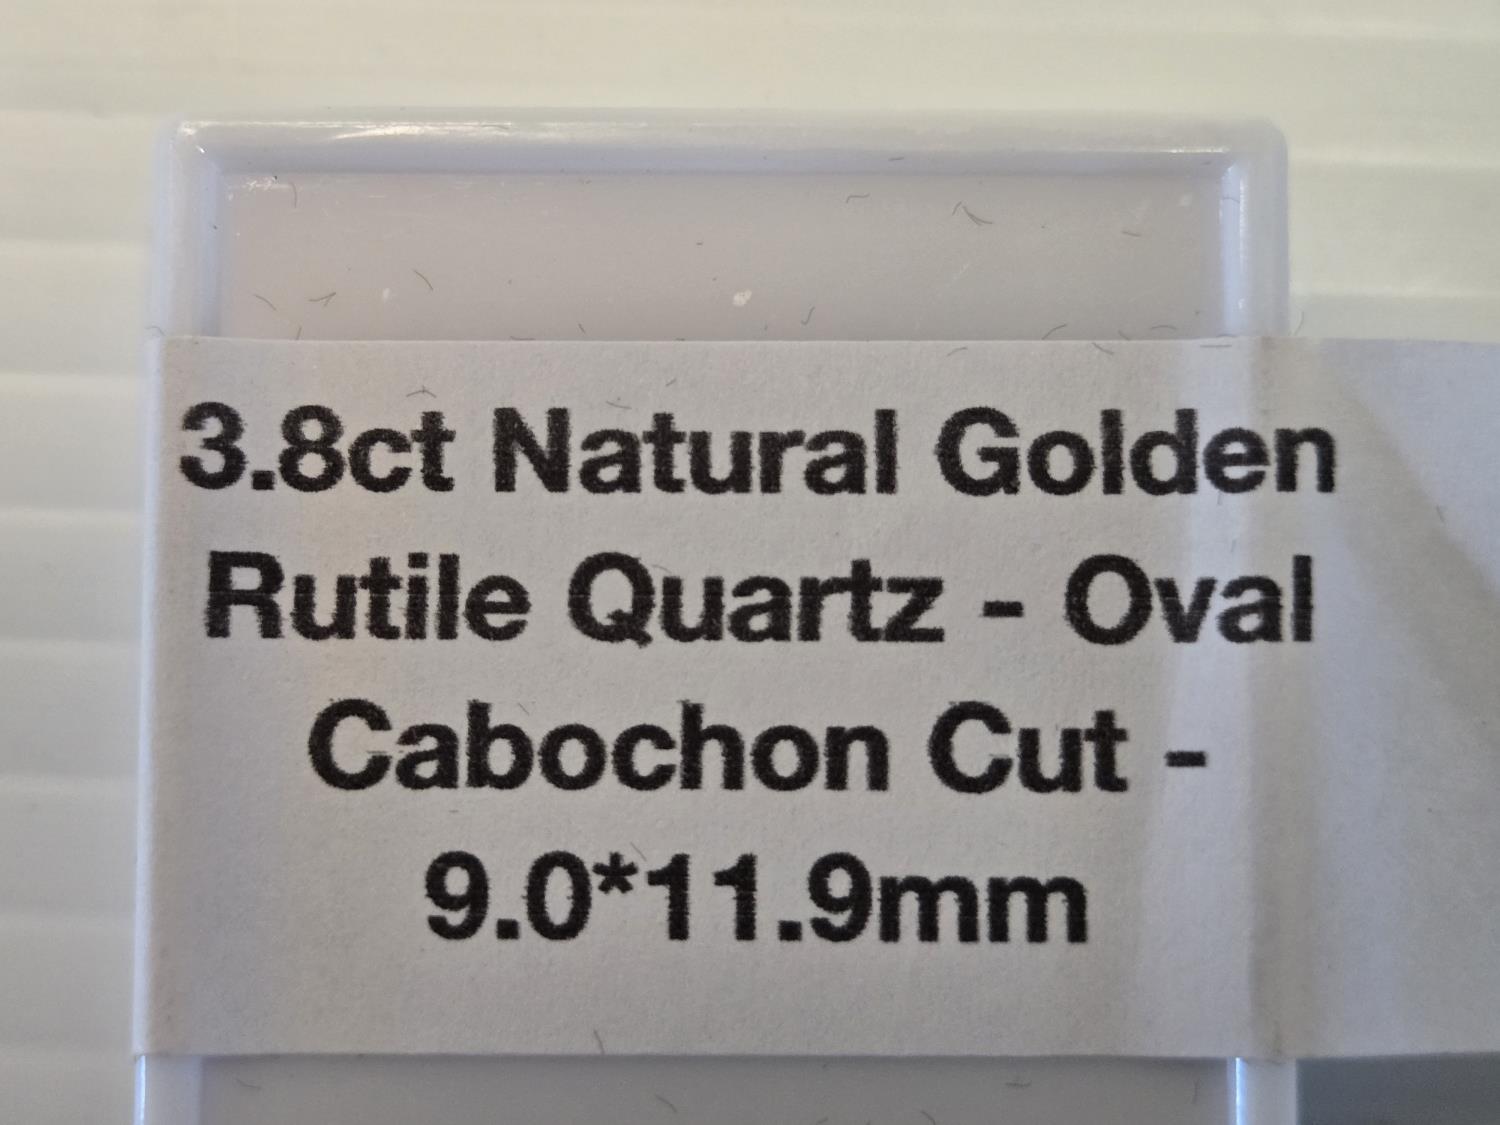 3.8ct Natural Golden
Rutile Quartz - Oval
Cabochon Cut -
9.0*11.9mm